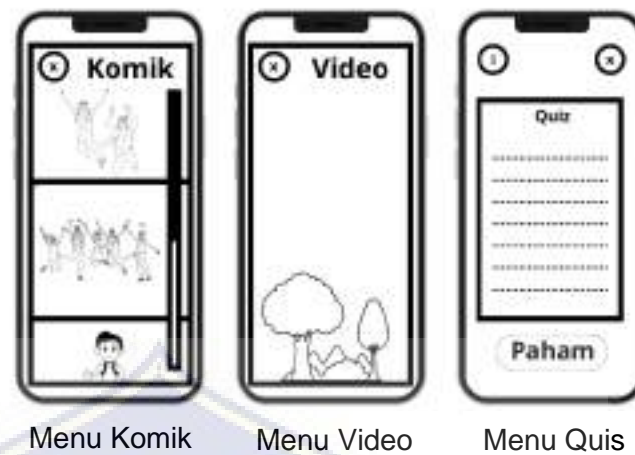 x Komik
x Video
i x
Quiz
Paham
Menu Komik
Menu Video
Menu Quis